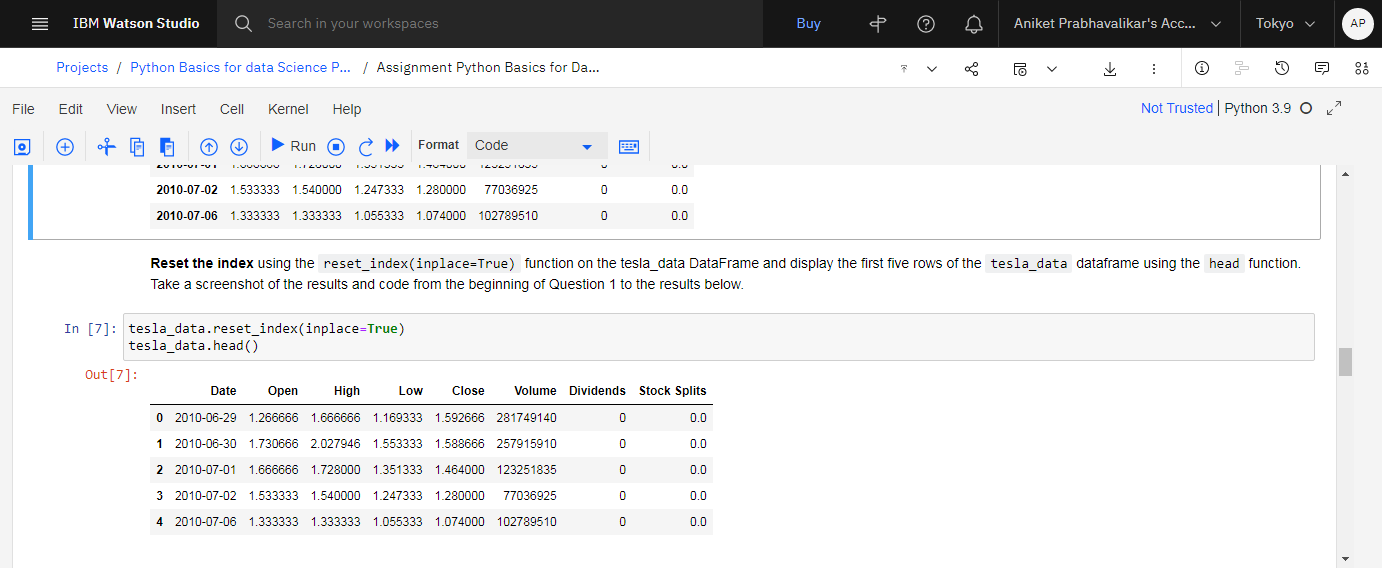 IBM Watson Studio Search in your workspaces Buy Aniket Prabhavalikar's Acc... Tokyo AP
Projects / Python Basics for data Science P... / Assignment Python Basics for Da...
File Edit View Insert Cell Kernel Help Not Trusted | Python 3.9
Run Format Code
2010-07-02 1.533333 1.540000 1.247333 1.280000 77036925 0 0.0
2010-07-06 1.333333 1.333333 1.055333 1.074000 102789510 0 0.0
Reset the index using the reset_index(inplace=True) function on the tesla_data DataFrame and display the first five rows of the tesla_data dataframe using the head function.
Take a screenshot of the results and code from the beginning of Question 1 to the results below.
In [7]: tesla_data.reset_index(inplace=True)
tesla_data.head()
Out[7]:
Date Open High Low Close Volume Dividends Stock Splits
0 2010-06-29 1.266666 1.666666 1.169333 1.592666 281749140 0 0.0
1 2010-06-30 1.730666 2.027946 1.553333 1.588666 257915910 0 0.0
2 2010-07-01 1.666666 1.728000 1.351333 1.464000 123251835 0 0.0
3 2010-07-02 1.533333 1.540000 1.247333 1.280000 77036925 0 0.0
4 2010-07-06 1.333333 1.333333 1.055333 1.074000 102789510 0 0.0